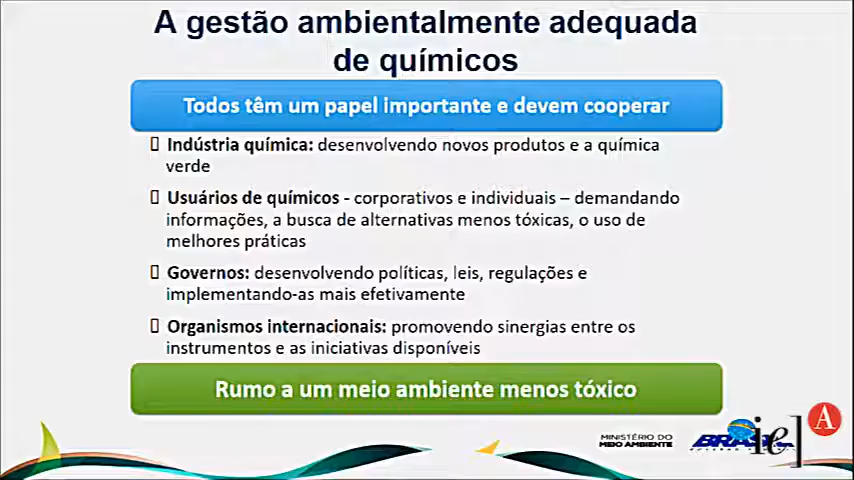 A gestão ambientalmente adequada
de químicos
Todos têm um papel importante e devem cooperar
Indústria química: desenvolvendo novos produtos e a química
verde
Usuários de químicos - corporativos e individuais – demandando
informações, a busca de alternativas menos tóxicas, o uso de
melhores práticas
Governos: desenvolvendo políticas, leis, regulações e
implementando-as mais efetivamente
Organismos internacionais: promovendo sinergias entre os
instrumentos e as iniciativas disponíveis
Rumo a um meio ambiente menos tóxico
MINISTÉRIO DO
MEIO AMBIENTE
ie]
A